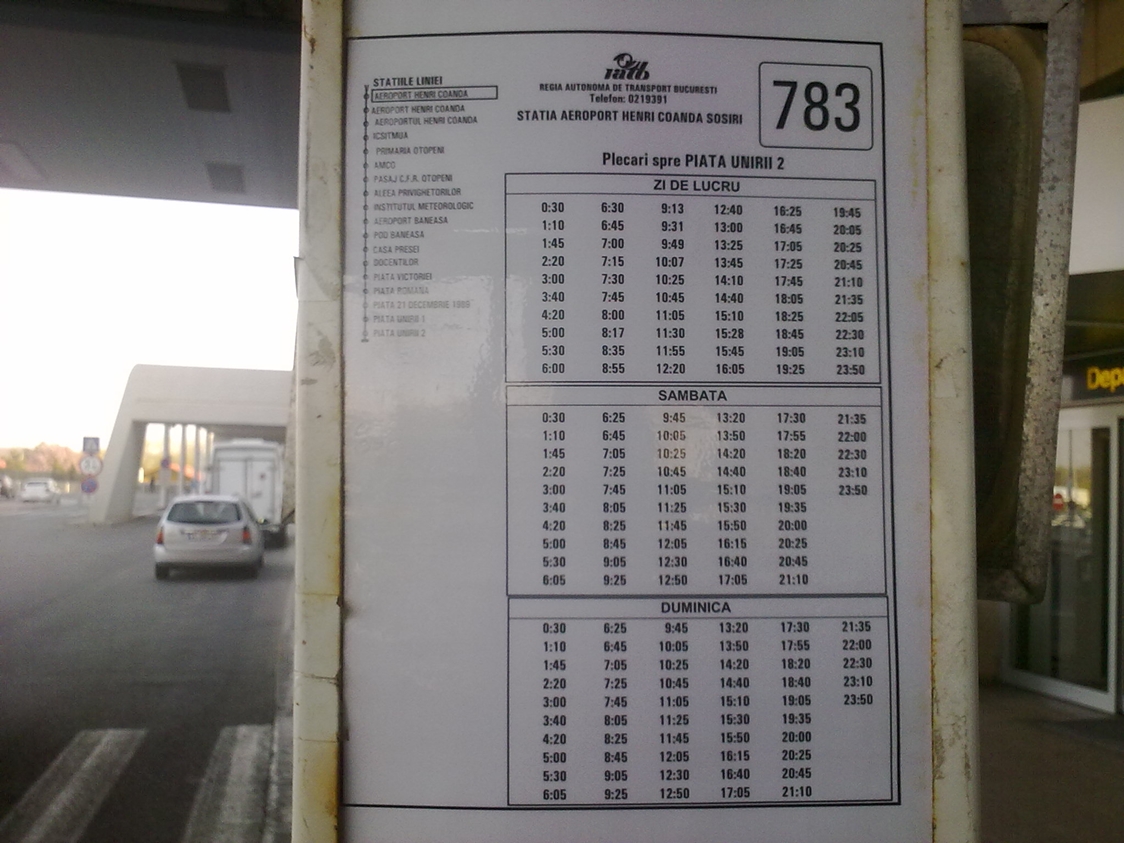 STATIILE LINIEI
AEROPORT HENRI COANDA
AEROPORT HENRI COANDA
AEROPORTUL HENRI COANDA
ICSITMUA
PRIMARIA OTOPENI
AMCO
PASAJ C.F.R. OTOPENI
ALEEA PRIVIGHETORILOR
INSTITUTUL METEOROLOGIC
AEROPORT BANEASA
POD BANEASA
CASA PRESEI
DOCENTILOR
PIATA VICTORIEI
PIATA ROMANA
PIATA 21 DECEMBRIE 1989
PIATA UNIRII 1
PIATA UNIRII 2
ratb
REGIA AUTONOMA DE TRANSPORT BUCURESTI
Telefon: 0219391
STATIA AEROPORT HENRI COANDA SOSIRI
783
Plecari spre PIATA UNIRII 2
ZI DE LUCRU
0:30 6:30 9:13 12:40 16:25 19:45
1:10 6:45 9:31 13:00 16:45 20:05
1:45 7:00 9:49 13:25 17:05 20:25
2:20 7:15 10:07 13:45 17:25 20:45
3:00 7:30 10:25 14:10 17:45 21:10
3:40 7:45 10:45 14:40 18:05 21:35
4:20 8:00 11:05 15:10 18:25 22:05
5:00 8:17 11:30 15:28 18:45 22:30
5:30 8:35 11:55 15:45 19:05 23:10
6:00 8:55 12:20 16:05 19:25 23:50
SAMBATA
0:30 6:25 9:45 13:20 17:30 21:35
1:10 6:45 10:05 13:50 17:55 22:00
1:45 7:05 10:25 14:20 18:20 22:30
2:20 7:25 10:45 14:40 18:40 23:10
3:00 7:45 11:05 15:10 19:05 23:50
3:40 8:05 11:25 15:30 19:35
4:20 8:25 11:45 15:50 20:00
5:00 8:45 12:05 16:15 20:25
5:30 9:05 12:30 16:40 20:45
6:05 9:25 12:50 17:05 21:10
DUMINICA
0:30 6:25 9:45 13:20 17:30 21:35
1:10 6:45 10:05 13:50 17:55 22:00
1:45 7:05 10:25 14:20 18:20 22:30
2:20 7:25 10:45 14:40 18:40 23:10
3:00 7:45 11:05 15:10 19:05 23:50
3:40 8:05 11:25 15:30 19:35
4:20 8:25 11:45 15:50 20:00
5:00 8:45 12:05 16:15 20:25
5:30 9:05 12:30 16:40 20:45
6:05 9:25 12:50 17:05 21:10
Depa